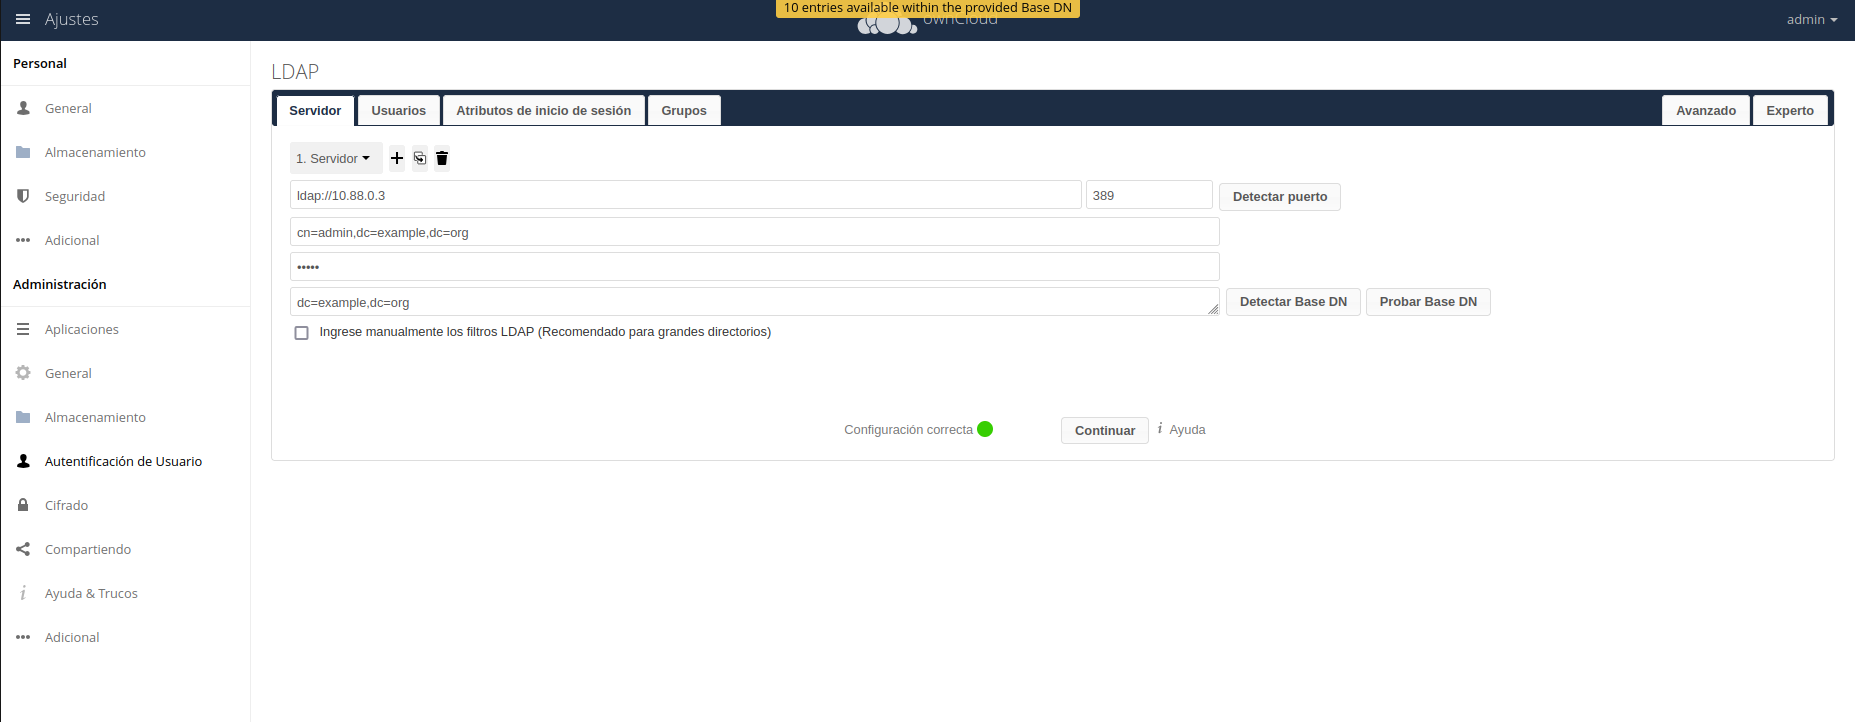 10 entries available within the provided Base DN
Ajustes
ownCloud
admin
Personal
General
Almacenamiento
Seguridad
Adicional
Administración
Aplicaciones
General
Almacenamiento
Autentificación de Usuario
Cifrado
Compartiendo
Ayuda & Trucos
Adicional
LDAP
Servidor Usuarios Atributos de inicio de sesión Grupos Avanzado Experto
1. Servidor
ldap://10.88.0.3 389 Detectar puerto
cn=admin,dc=example,dc=org
•••••
dc=example,dc=org Detectar Base DN Probar Base DN
Ingrese manualmente los filtros LDAP (Recomendado para grandes directorios)
Configuración correcta Continuar i Ayuda